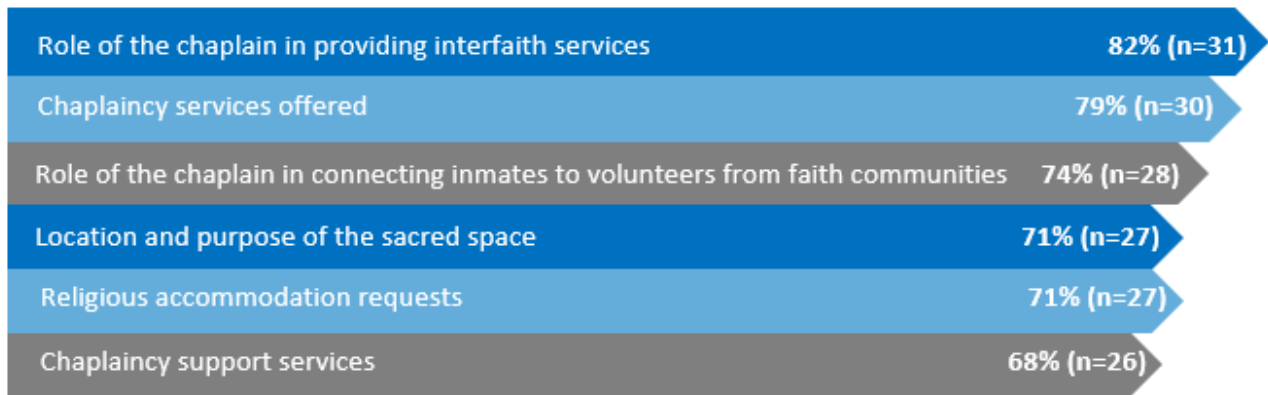 Role of the chaplain in providing interfaith services 82% (n=31)
Chaplaincy services offered 79% (n=30)
Role of the chaplain in connecting inmates to volunteers from faith communities 74% (n=28)
Location and purpose of the sacred space 71% (n=27)
Religious accommodation requests 71% (n=27)
Chaplaincy support services 68% (n=26)